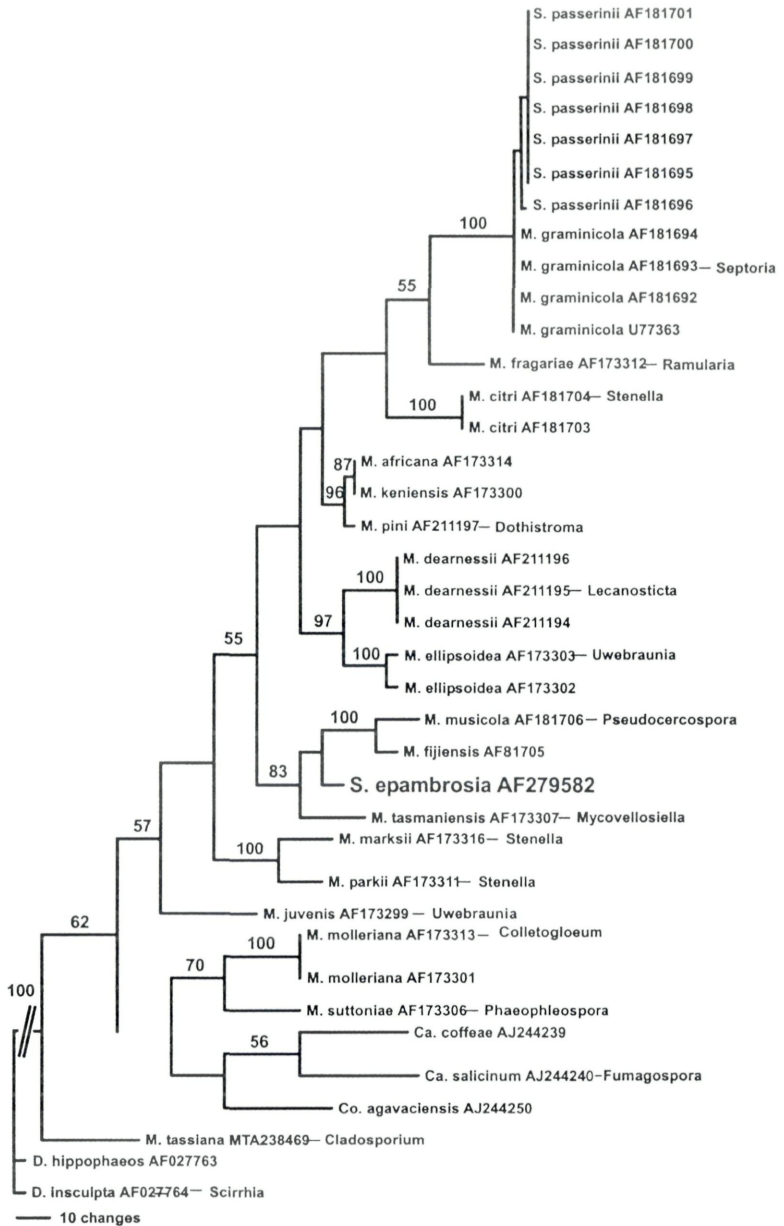 S. passerinii AF181701
S. passerinii AF181700
S. passerinii AF181699
S. passerinii AF181698
S. passerinii AF181697
S. passerinii AF181695
S. passerinii AF181696
100
M. graminicola AF181694
M. graminicola AF181693— Septoria
M. graminicola AF181692
M. graminicola U77363
55
M. fragariae AF173312— Ramularia
M. citri AF181704— Stenella
100
M. citri AF181703
M. africana AF173314
87
M. keniensis AF173300
96
M. pini AF211197— Dothistroma
M. dearnessii AF211196
100
M. dearnessii AF211195— Lecanosticta
M. dearnessii AF211194
97
M. ellipsoidea AF173303— Uwebraunia
100
M. ellipsoidea AF173302
55
M. musicola AF181706— Pseudocercospora
100
M. fijiensis AF81705
83
S. epambrosia AF279582
M. tasmaniensis AF173307— Mycovellosiella
57
M. marksii AF173316— Stenella
100
M. parkii AF173311— Stenella
M. juvenis AF173299— Uwebraunia
62
M. molleriana AF173313— Colletogloeum
100
M. molleriana AF173301
70
M. suttoniae AF173306— Phaeophleospora
100
Ca. coffeae AJ244239
56
Ca. salicinum AJ244240-Fumagospora
Co. agavaciensis AJ244250
M. tassiana MTA238469— Cladosporium
D. hippophaeos AF027763
D. insculpta AF027764— Scirrhia
10 changes